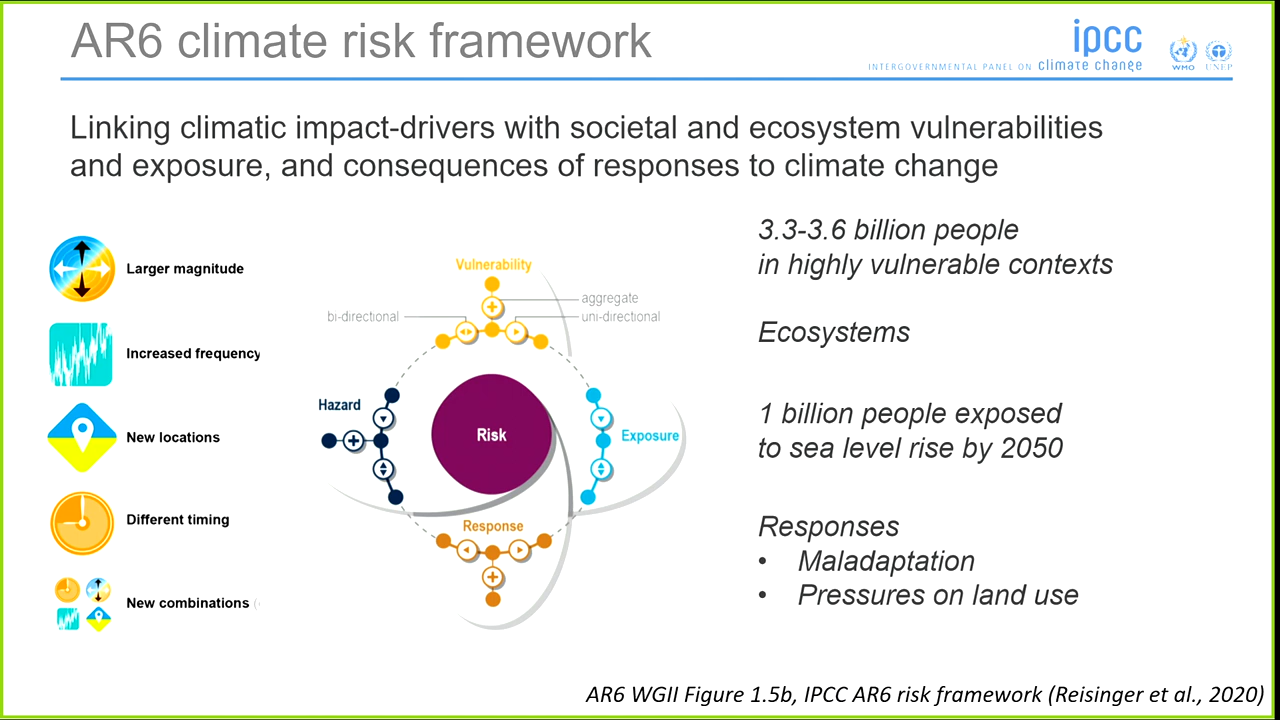 AR6 climate risk framework
ipcc
INTERGOVERNMENTAL PANEL ON climate change
WMO
UNEP
Linking climatic impact-drivers with societal and ecosystem vulnerabilities
and exposure, and consequences of responses to climate change
Larger magnitude
Increased frequency
New locations
Different timing
New combinations
Vulnerability
aggregate
bi-directional
uni-directional
Hazard
Risk
Exposure
Response
3.3-3.6 billion people
in highly vulnerable contexts
Ecosystems
1 billion people exposed
to sea level rise by 2050
Responses
• Maladaptation
• Pressures on land use
AR6 WGII Figure 1.5b, IPCC AR6 risk framework (Reisinger et al., 2020)